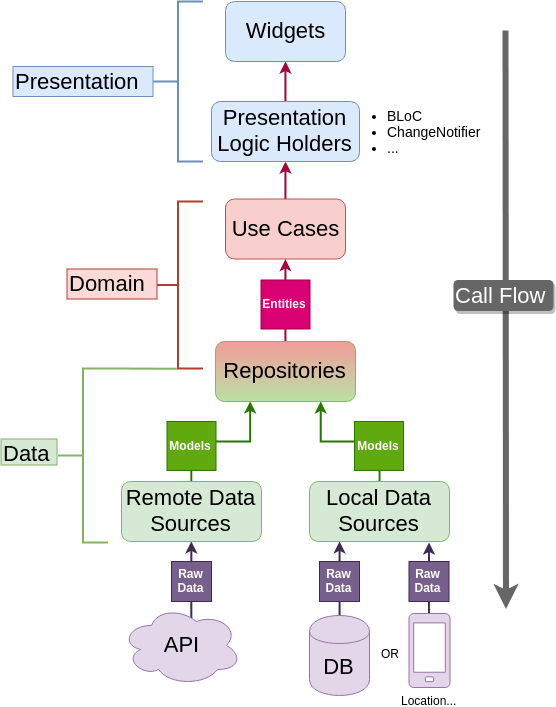 Widgets
Presentation
Presentation
Logic Holders
• BLoC
• ChangeNotifier
• ...
Use Cases
Domain
Entities
Call Flow
Repositories
Data
Models
Models
Remote Data
Sources
Local Data
Sources
Raw
Data
Raw
Data
Raw
Data
API
DB
OR
Location...